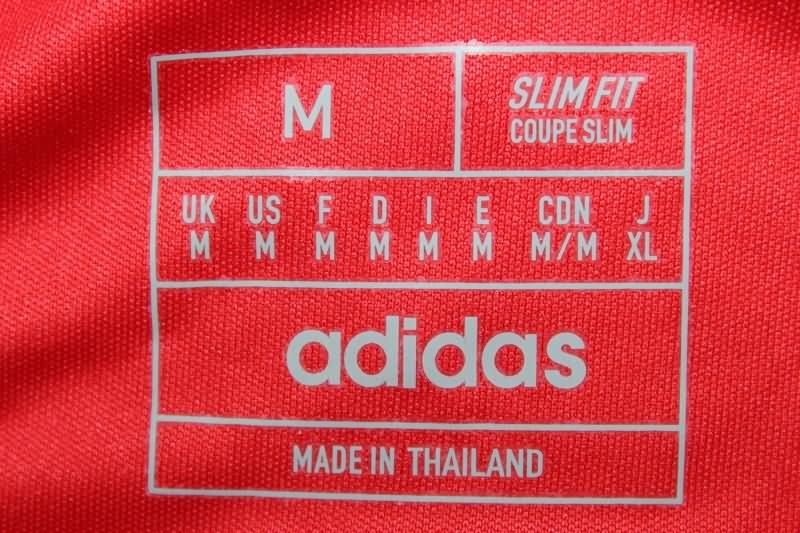 M
SLIM FIT
COUPE SLIM
UK US F D I E CDN J
M M M M M M M/M XL
adidas
MADE IN THAILAND